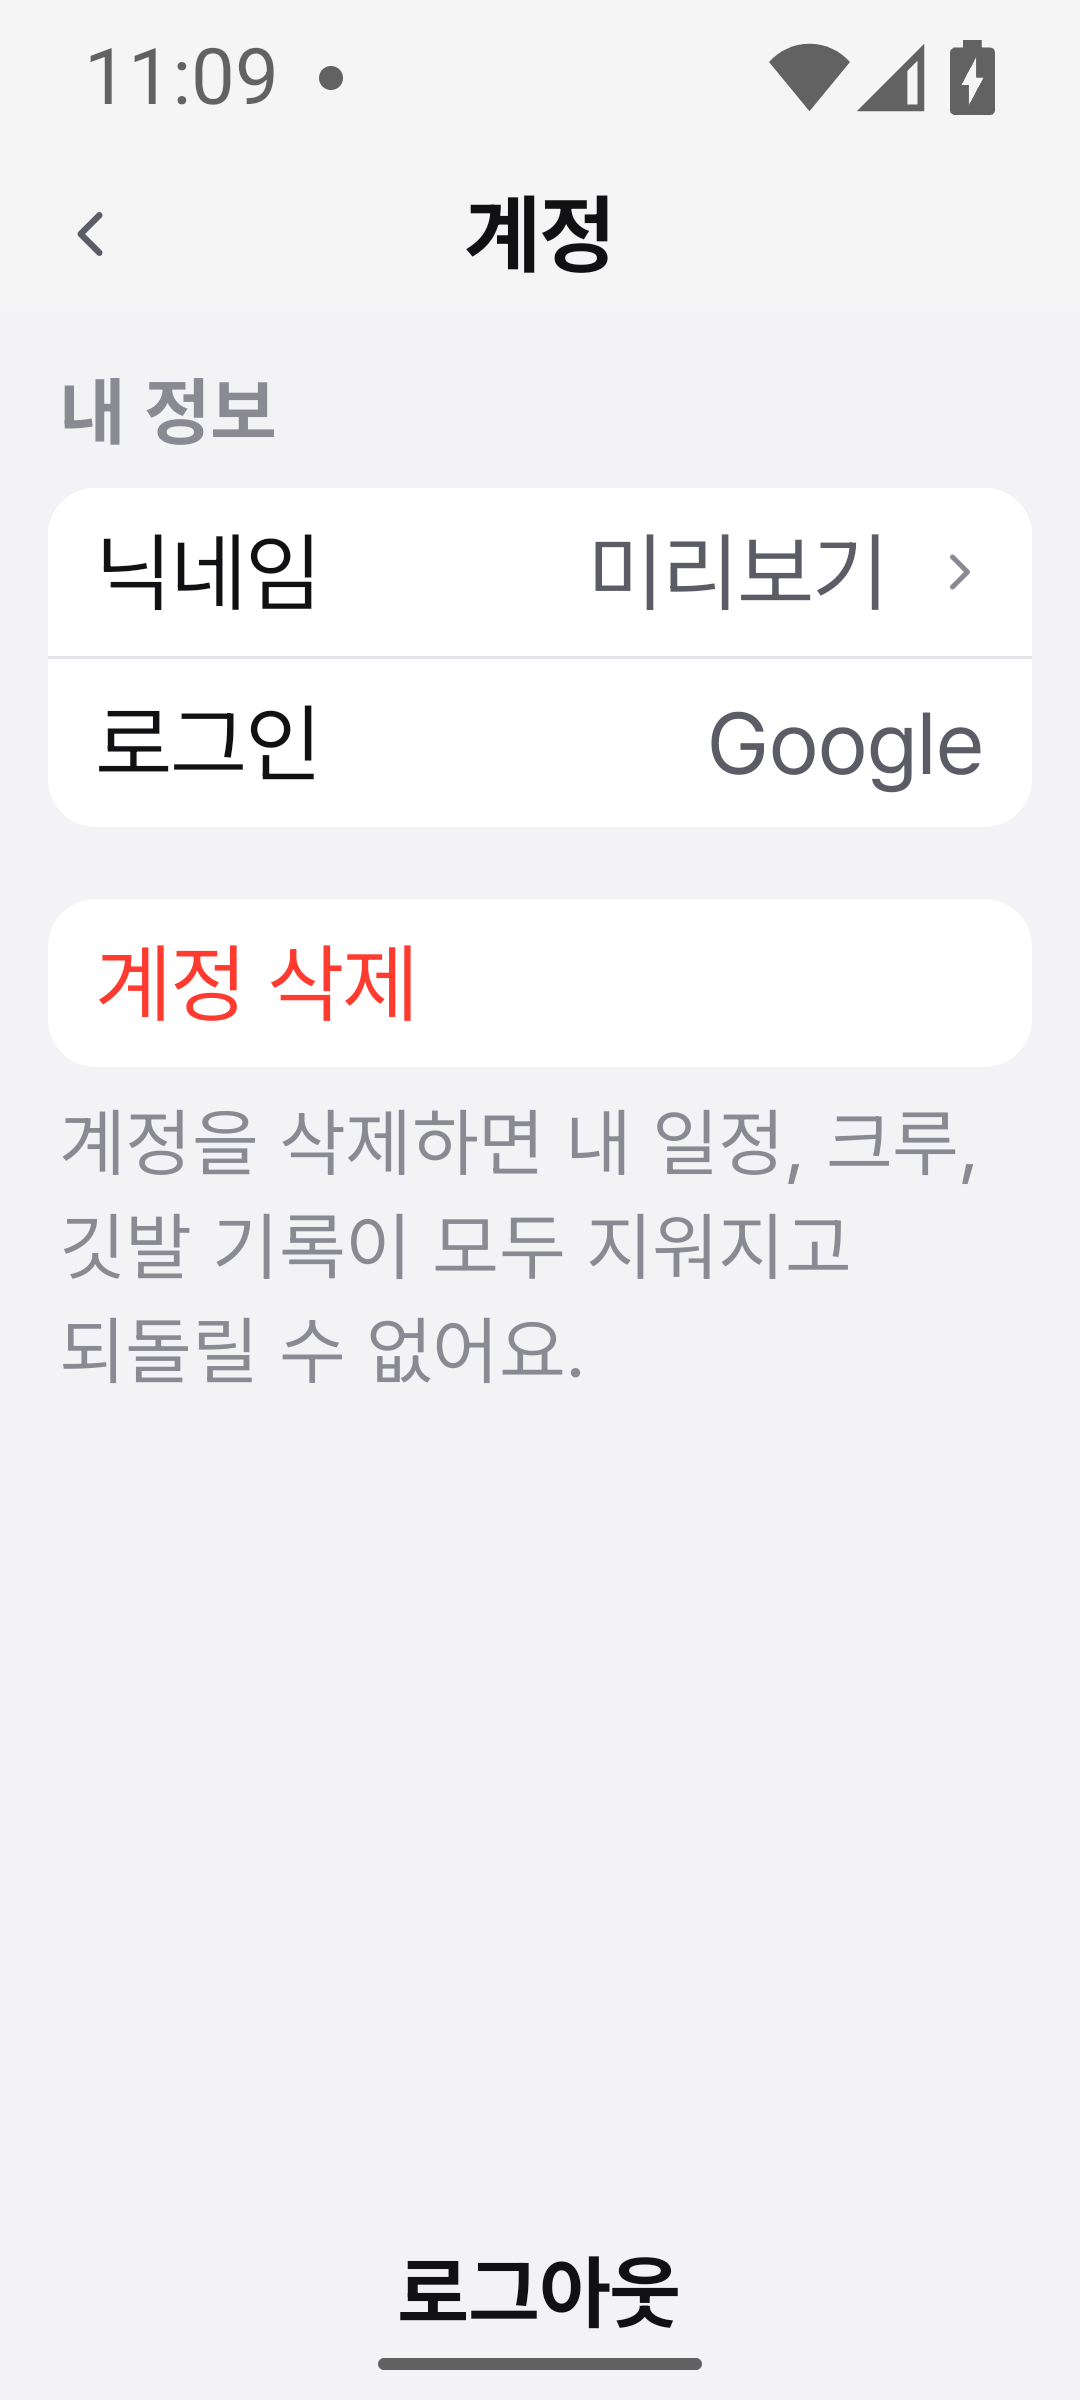 11:09
계정
내 정보
닉네임 미리보기
로그인 Google
계정 삭제
계정을 삭제하면 내 일정, 크루,
깃발 기록이 모두 지워지고
되돌릴 수 없어요.
로그아웃